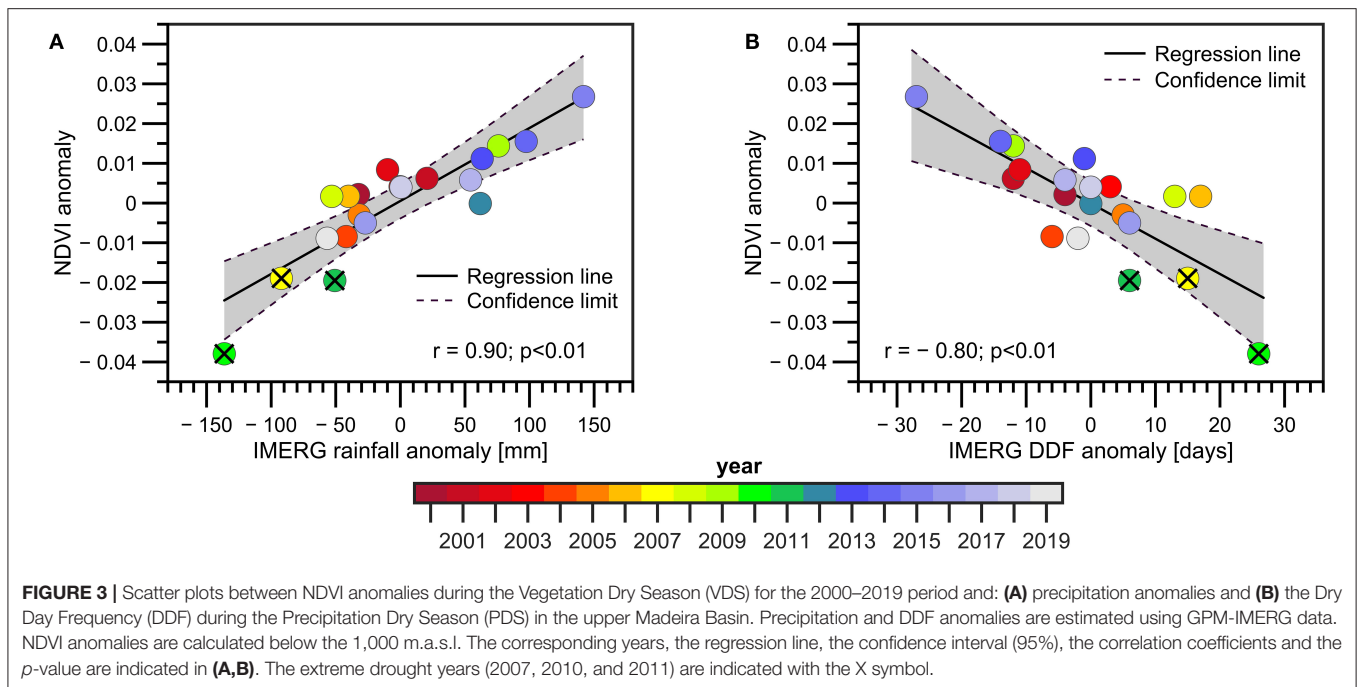 A
B
0.04
0.03
0.02
0.01
0
− 0.01
− 0.02
− 0.03
− 0.04
NDVI anomaly
Regression line
Confidence limit
r = 0.90; p<0.01
− 150 − 100 − 50 0 50 100 150
IMERG rainfall anomaly [mm]
0.04
0.03
0.02
0.01
0
− 0.01
− 0.02
− 0.03
− 0.04
NDVI anomaly
Regression line
Confidence limit
r = − 0.80; p<0.01
− 30 − 20 − 10 0 10 20 30
IMERG DDF anomaly [days]
year
2001 2003 2005 2007 2009 2011 2013 2015 2017 2019
FIGURE 3 | Scatter plots between NDVI anomalies during the Vegetation Dry Season (VDS) for the 2000–2019 period and: (A) precipitation anomalies and (B) the Dry
Day Frequency (DDF) during the Precipitation Dry Season (PDS) in the upper Madeira Basin. Precipitation and DDF anomalies are estimated using GPM-IMERG data.
NDVI anomalies are calculated below the 1,000 m.a.s.l. The corresponding years, the regression line, the confidence interval (95%), the correlation coefficients and the
p-value are indicated in (A,B). The extreme drought years (2007, 2010, and 2011) are indicated with the X symbol.